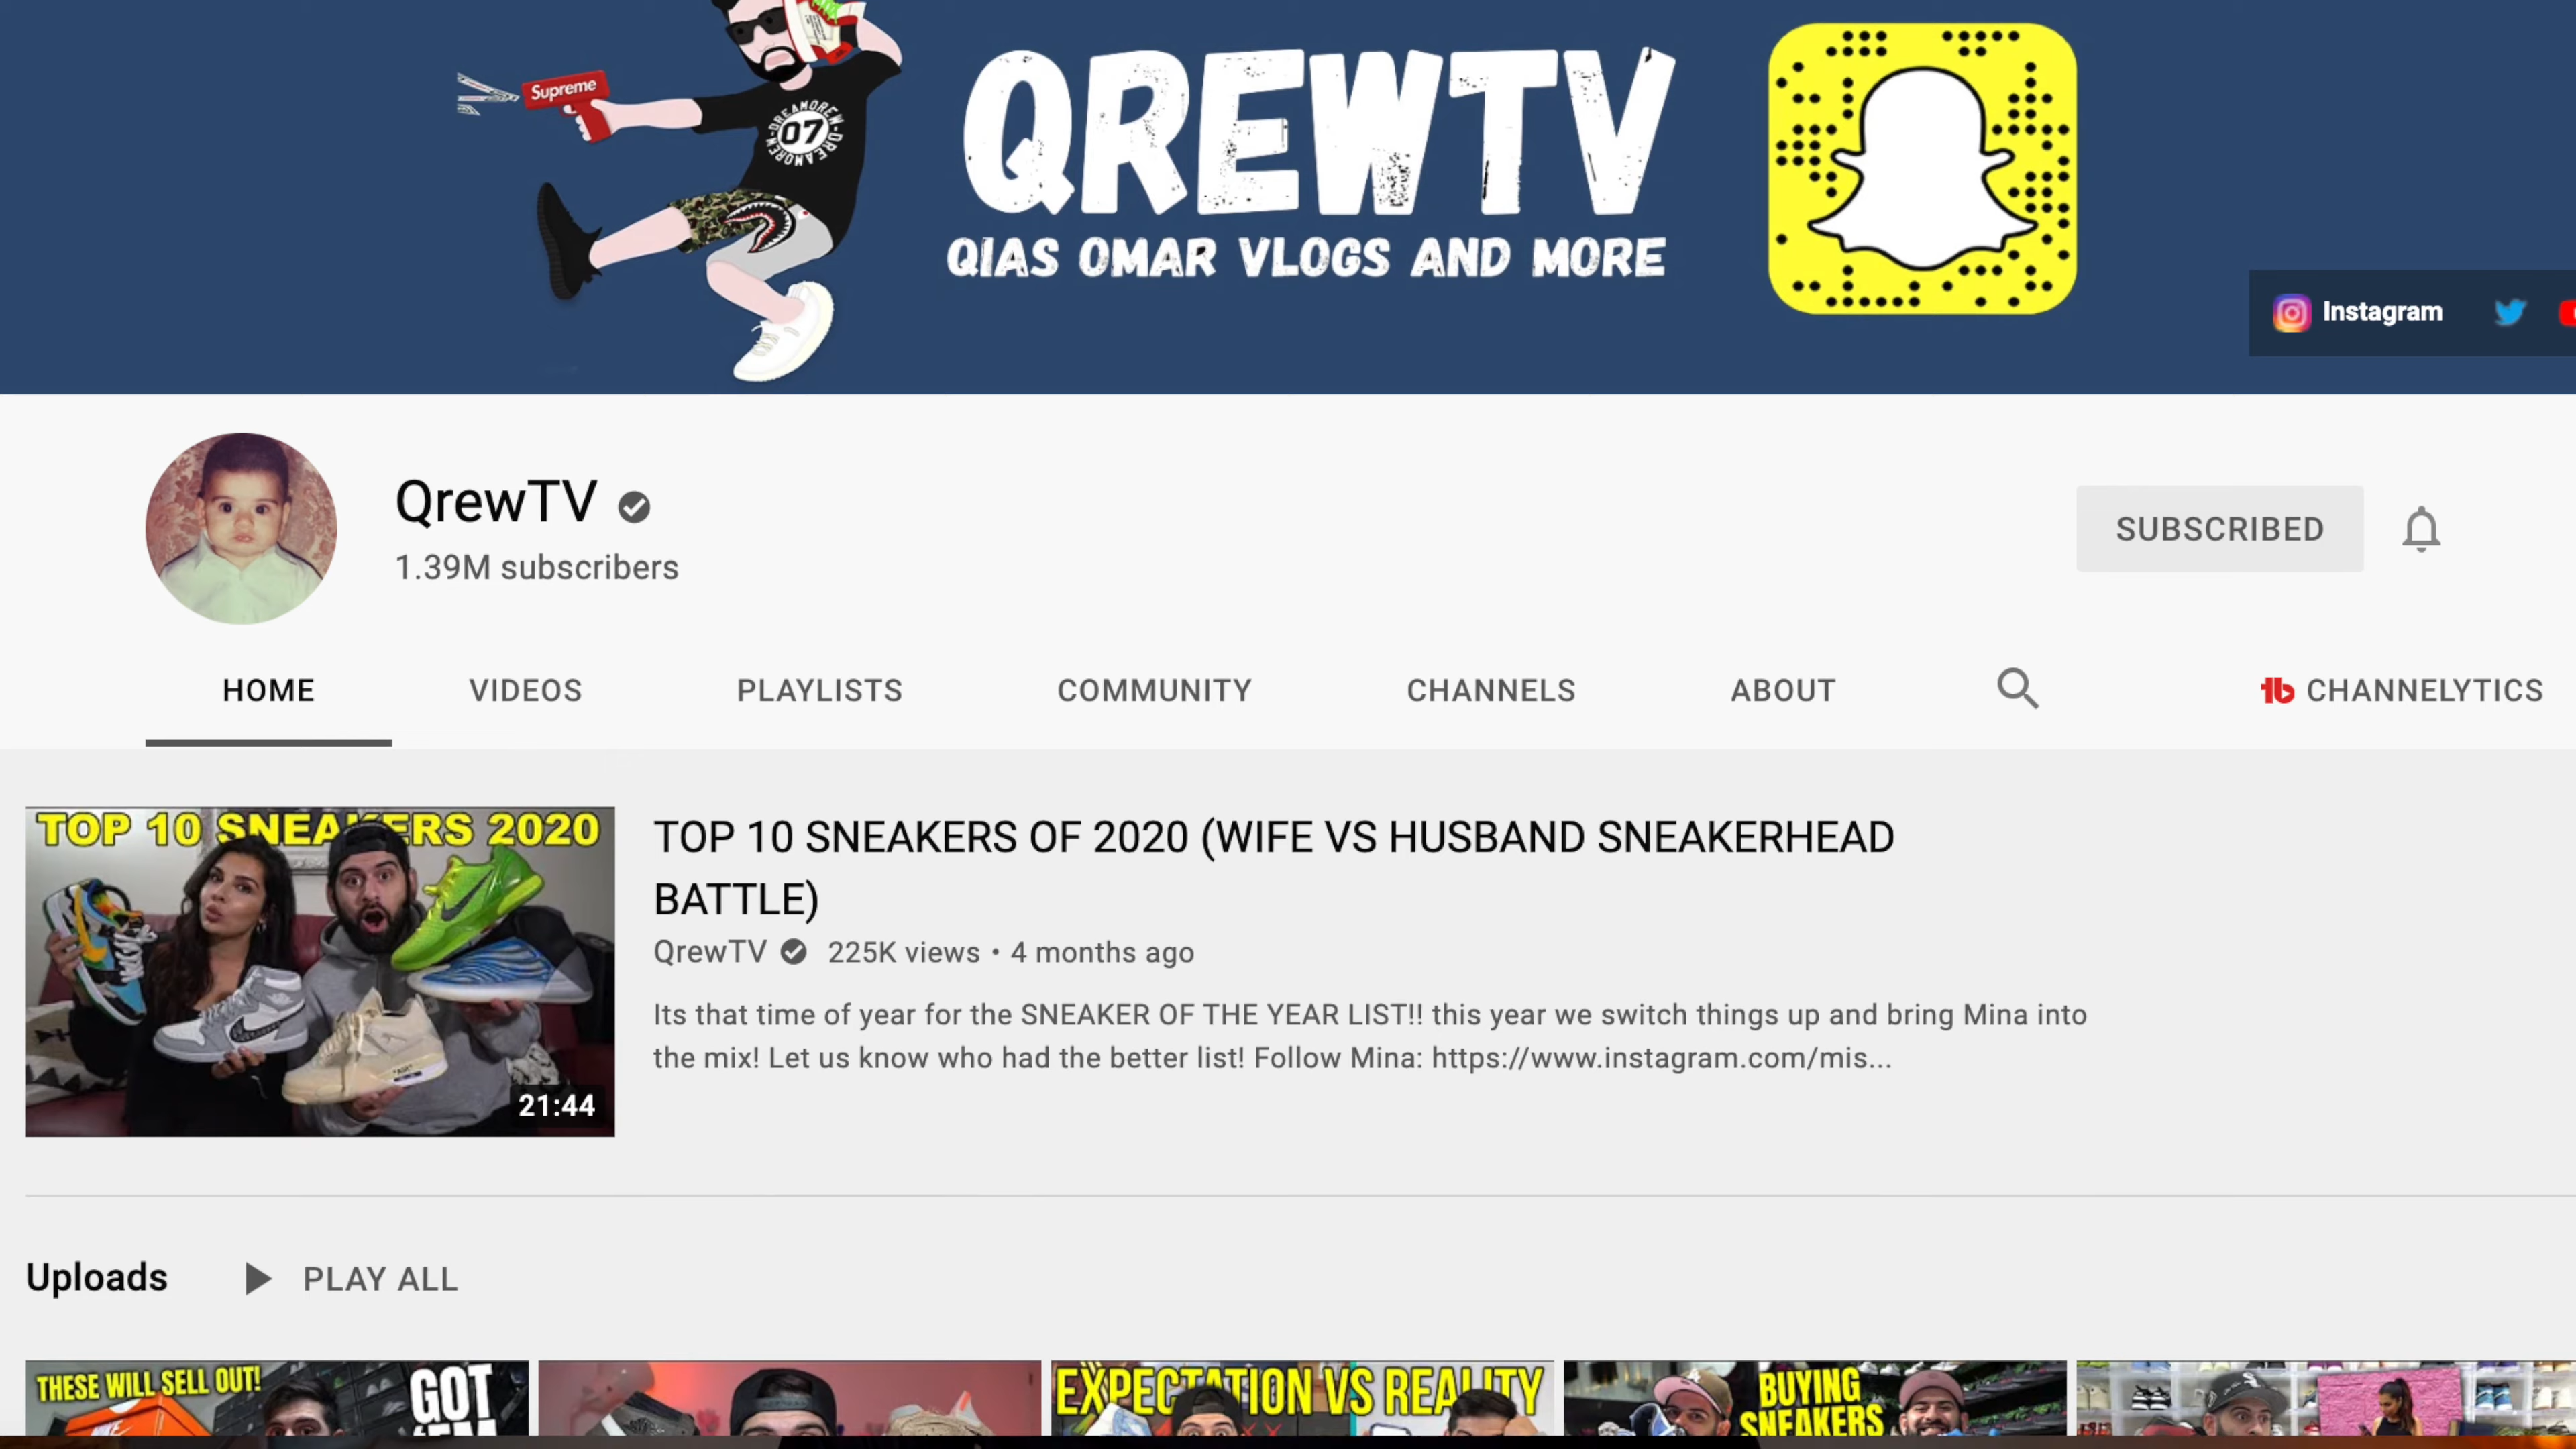 Supreme
DREAMQREW
07
DREAMQREW
QREWTV
QIAS OMAR VLOGS AND MORE
Instagram
QrewTV
1.39M subscribers
SUBSCRIBED
HOME
VIDEOS
PLAYLISTS
COMMUNITY
CHANNELS
ABOUT
CHANNELYTICS
TOP 10 SNEAKERS 2020
21:44
TOP 10 SNEAKERS OF 2020 (WIFE VS HUSBAND SNEAKERHEAD
BATTLE)
QrewTV 225K views • 4 months ago
Its that time of year for the SNEAKER OF THE YEAR LIST!! this year we switch things up and bring Mina into
the mix! Let us know who had the better list! Follow Mina: https://www.instagram.com/mis...
Uploads
PLAY ALL
THESE WILL SELL OUT!
GOT
EXPECTATION VS REALITY
BUYING
SNEAKERS